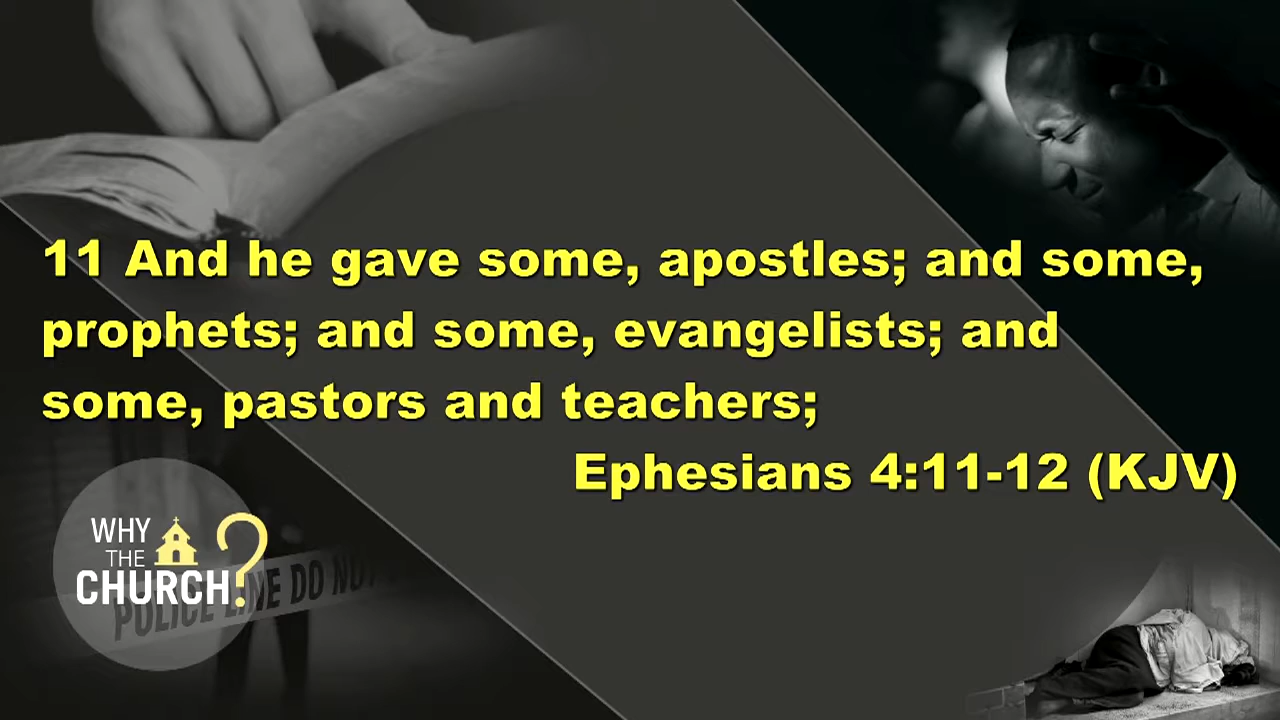 11 And he gave some, apostles; and some,
prophets; and some, evangelists; and
some, pastors and teachers;
Ephesians 4:11-12 (KJV)
WHY
THE
CHURCH?
POLICE LINE DO NOT